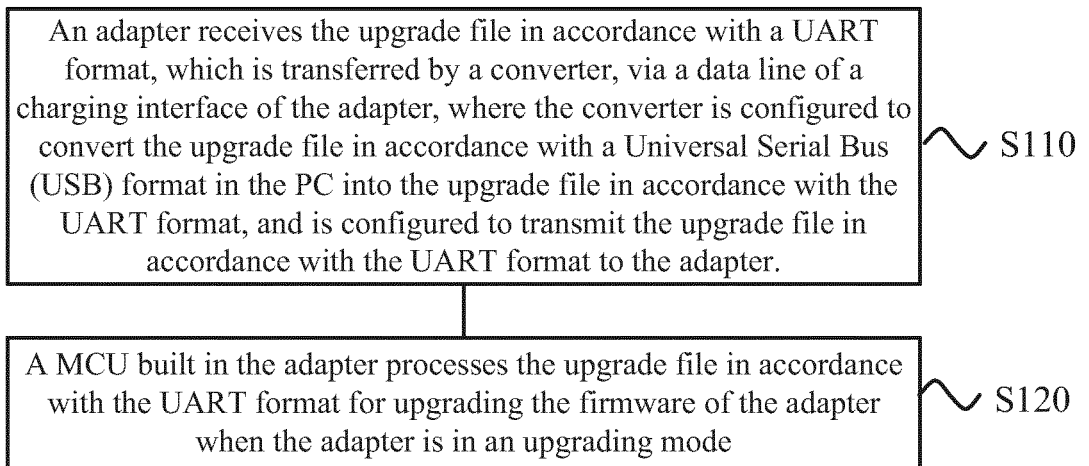 An adapter receives the upgrade file in accordance with a UART
format, which is transferred by a converter, via a data line of a
charging interface of the adapter, where the converter is configured to
convert the upgrade file in accordance with a Universal Serial Bus
(USB) format in the PC into the upgrade file in accordance with the
UART format, and is configured to transmit the upgrade file in
accordance with the UART format to the adapter.
S110
A MCU built in the adapter processes the upgrade file in accordance
with the UART format for upgrading the firmware of the adapter
when the adapter is in an upgrading mode
S120